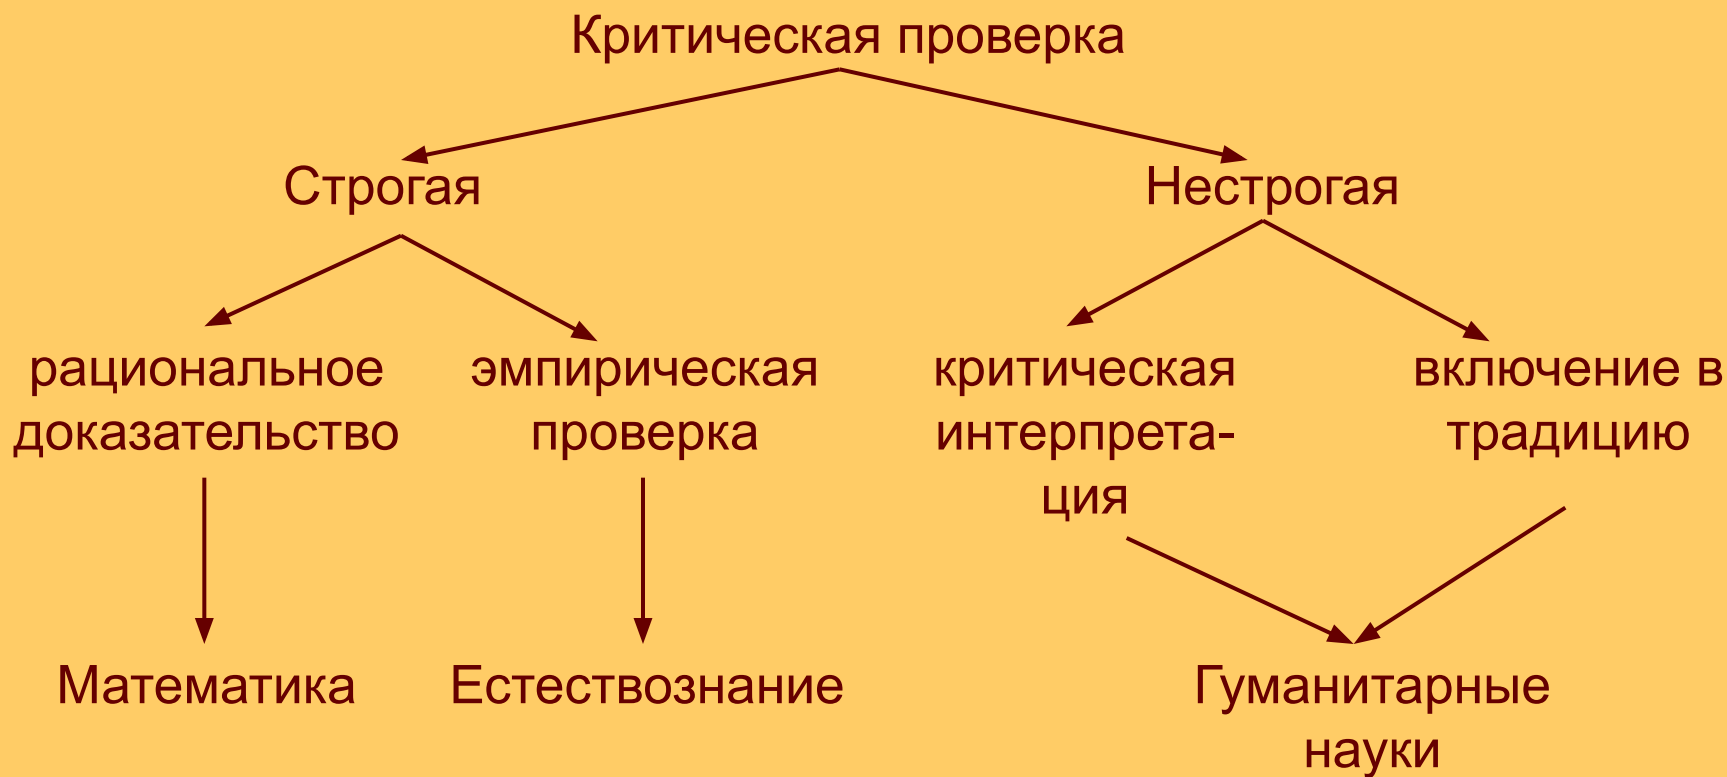 Критическая проверка
Строгая
Нестрогая
рациональное
доказательство
эмпирическая
проверка
критическая
интерпрета-
ция
включение в
традицию
Математика
Естествознание
Гуманитарные
науки